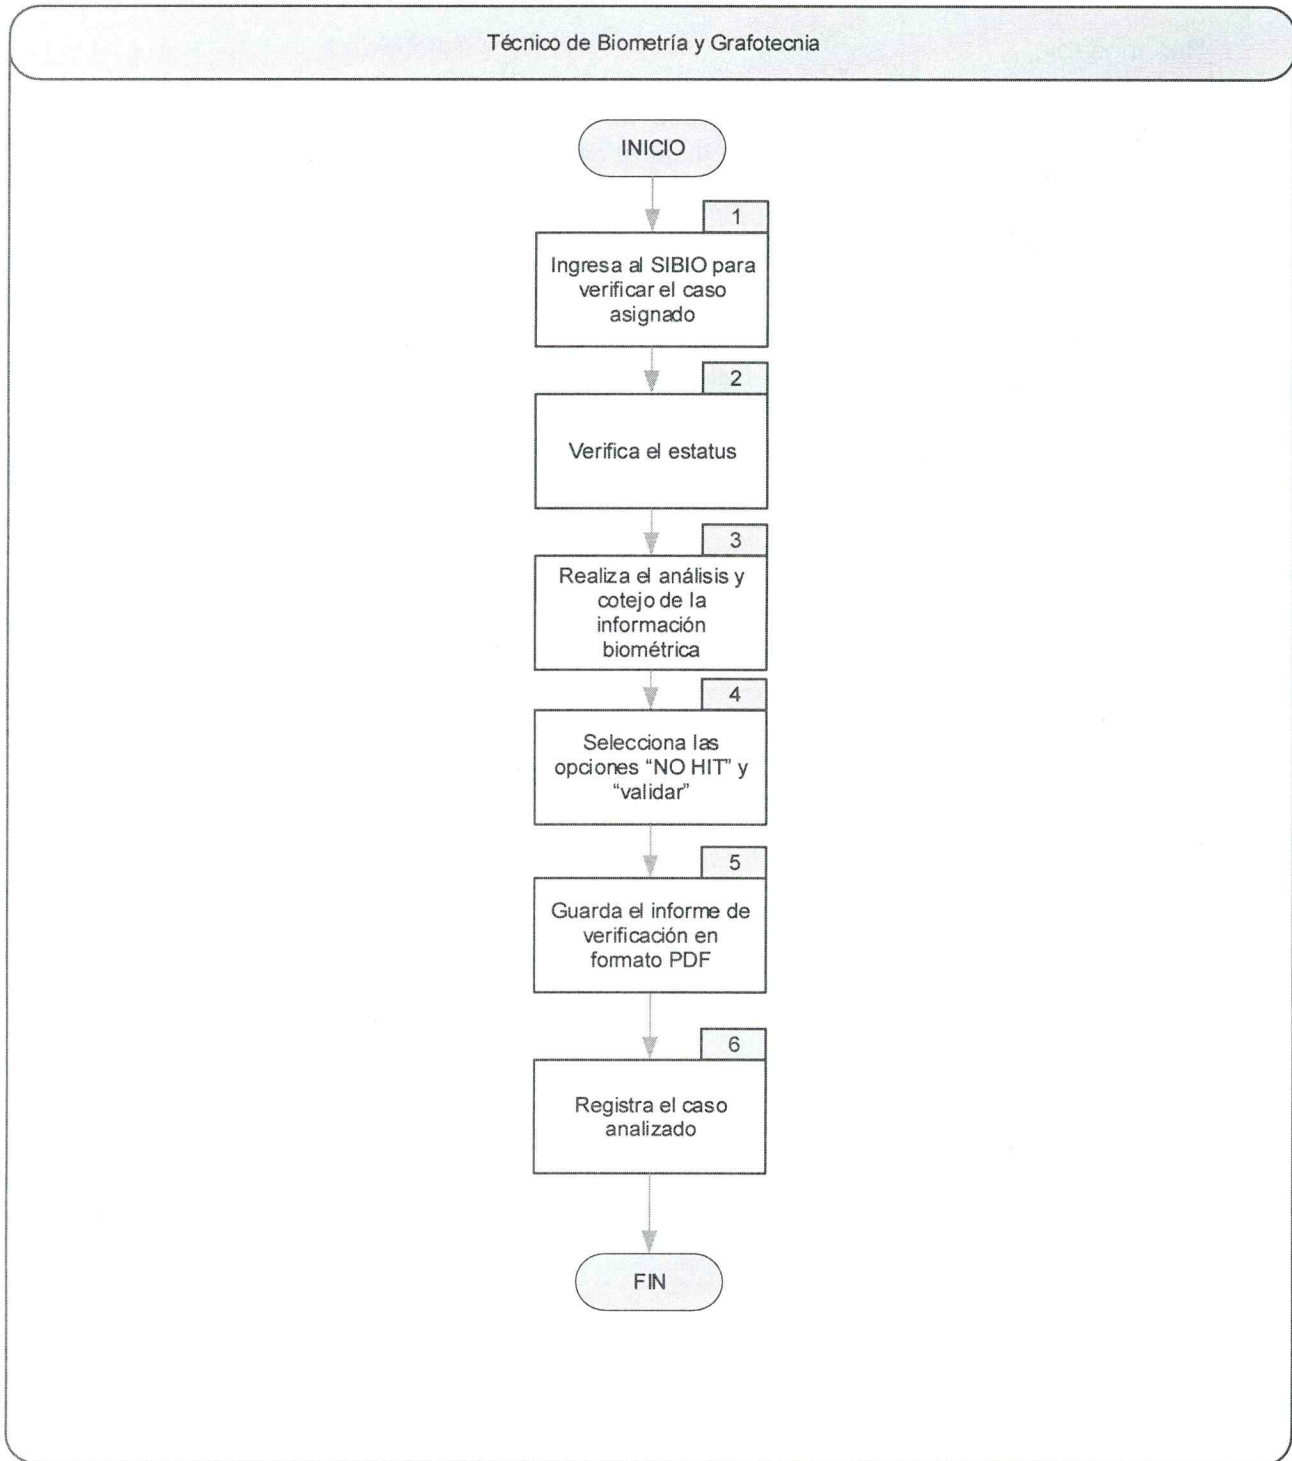 Técnico de Biometría y Grafotecnia
INICIO
1
Ingresa al SIBIO para
verificar el caso
asignado
2
Verifica el estatus
3
Realiza el análisis y
cotejo de la
información
biométrica
4
Selecciona las
opciones “NO HIT” y
“validar”
5
Guarda el informe de
verificación en
formato PDF
6
Registra el caso
analizado
FIN